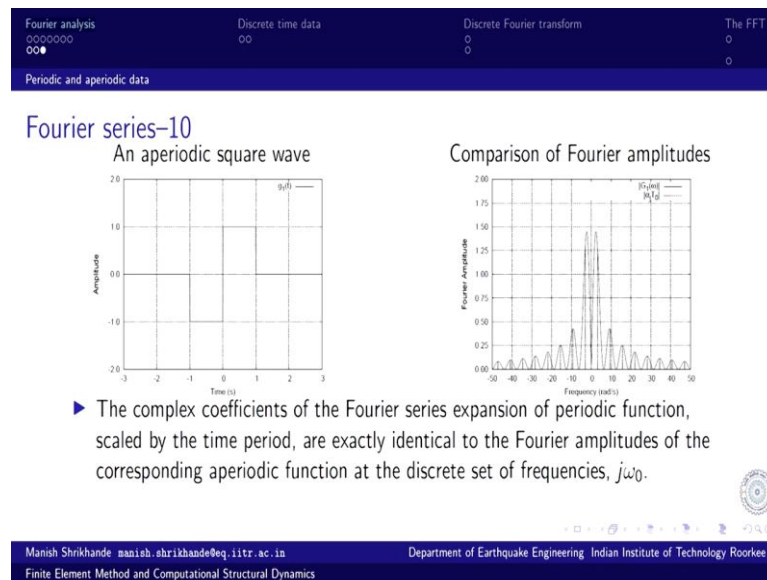 Fourier analysis
Discrete time data
Discrete Fourier transform
The FFT
Periodic and aperiodic data
Fourier series–10
An aperiodic square wave
2.0
1.0
0.0
-1.0
-2.0
-3 -2 -1 0 1 2 3
Amplitude
Time (s)
Comparison of Fourier amplitudes
2.00
1.75
1.50
1.25
1.00
0.75
0.50
0.25
0.00
-50 -40 -30 -20 -10 0 10 20 30 40 50
Fourier Amplitude
Frequency (rad/s)
▶ The complex coefficients of the Fourier series expansion of periodic function,
scaled by the time period, are exactly identical to the Fourier amplitudes of the
corresponding aperiodic function at the discrete set of frequencies, jω₀.
Manish Shrikhande manish.shrikhande@eq.iitr.ac.in
Department of Earthquake Engineering Indian Institute of Technology Roorkee
Finite Element Method and Computational Structural Dynamics